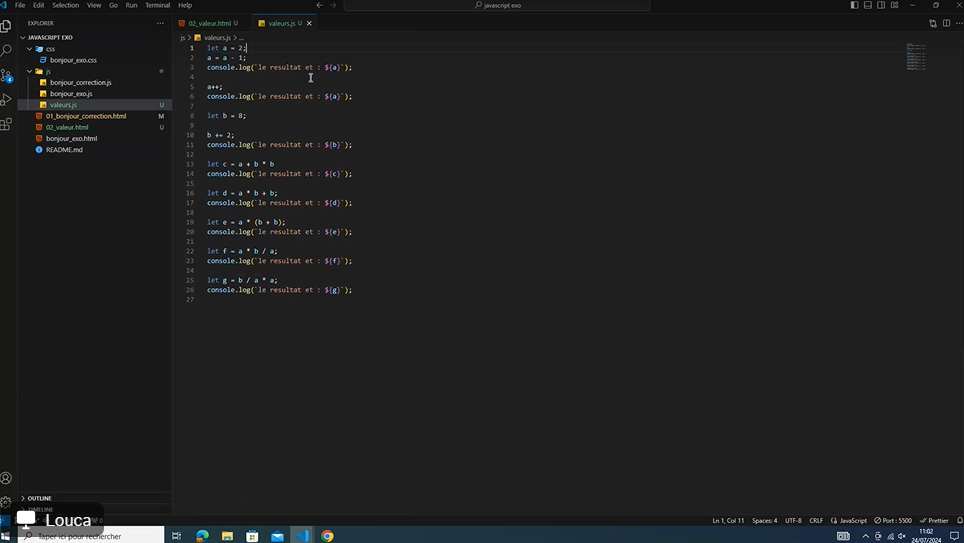 File Edit Selection View Go Run Terminal Help
javascript exo
EXPLORER
JAVASCRIPT EXO
css
bonjour_exo.css
js
bonjour_correction.js
bonjour_exo.js
valeurs.js U
01_bonjour_correction.html M
02_valeur.html U
bonjour_exo.html
README.md
OUTLINE
TIMELINE
4
02_valeur.html U
valeurs.js U
js > valeurs.js > ...
1 let a = 2;
2 a = a - 1;
3 console.log(`le resultat et : ${a}`);
4
5 a++;
6 console.log(`le resultat et : ${a}`);
7
8 let b = 8;
9
10 b += 2;
11 console.log(`le resultat et : ${b}`);
12
13 let c = a + b * b
14 console.log(`le resultat et : ${c}`);
15
16 let d = a * b + b;
17 console.log(`le resultat et : ${d}`);
18
19 let e = a * (b + b);
20 console.log(`le resultat et : ${e}`);
21
22 let f = a * b / a;
23 console.log(`le resultat et : ${f}`);
24
25 let g = b / a * a;
26 console.log(`le resultat et : ${g}`);
27
Louca
0
Ln 1, Col 11 Spaces: 4 UTF-8 CRLF JavaScript Port : 5500 Prettier
Taper ici pour rechercher
11:02
24/07/2024